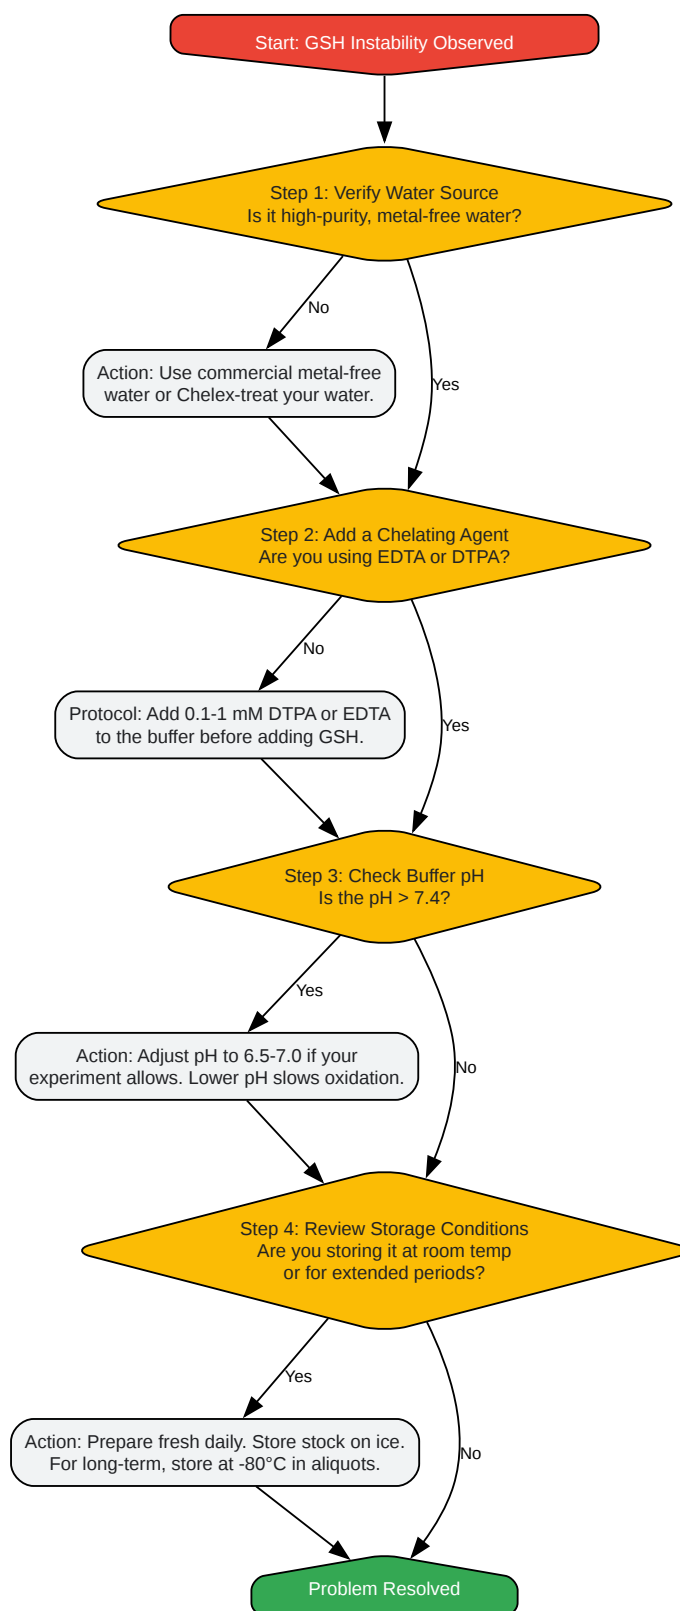 Start: GSH Instability Observed
Step 1: Verify Water Source
Is it high-purity, metal-free water?
No
Yes
Action: Use commercial metal-free
water or Chelex-treat your water.
Step 2: Add a Chelating Agent
Are you using EDTA or DTPA?
No
Yes
Protocol: Add 0.1-1 mM DTPA or EDTA
to the buffer before adding GSH.
Step 3: Check Buffer pH
Is the pH > 7.4?
Yes
No
Action: Adjust pH to 6.5-7.0 if your
experiment allows. Lower pH slows oxidation.
Step 4: Review Storage Conditions
Are you storing it at room temp
or for extended periods?
Yes
No
Action: Prepare fresh daily. Store stock on ice.
For long-term, store at -80°C in aliquots.
Problem Resolved